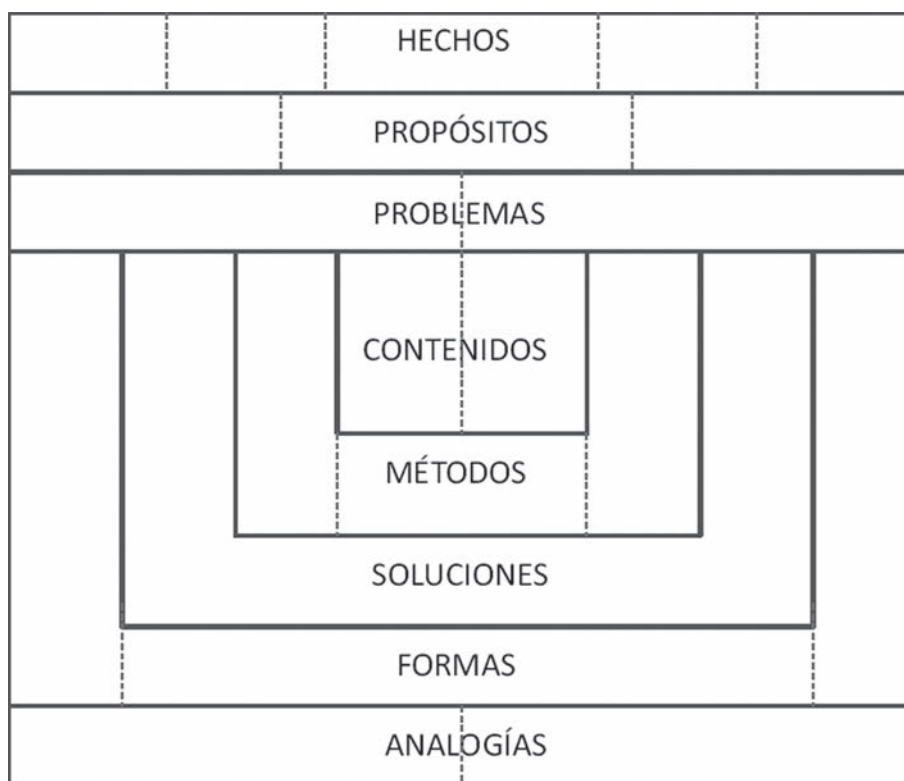 HECHOS
PROPÓSITOS
PROBLEMAS
CONTENIDOS
MÉTODOS
SOLUCIONES
FORMAS
ANALOGÍAS